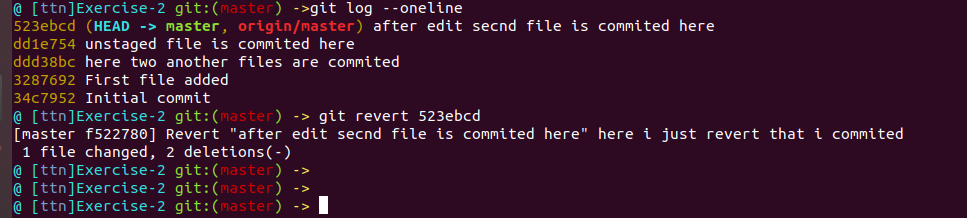 @ [ttn]Exercise-2 git:(master) ->git log --oneline
523ebcd (HEAD -> master, origin/master) after edit secnd file is commited here
dd1e754 unstaged file is commited here
ddd38bc here two another files are commited
3287692 First file added
34c7952 Initial commit
@ [ttn]Exercise-2 git:(master) -> git revert 523ebcd
[master f522780] Revert "after edit secnd file is commited here" here i just revert that i commited
 1 file changed, 2 deletions(-)
@ [ttn]Exercise-2 git:(master) ->
@ [ttn]Exercise-2 git:(master) ->
@ [ttn]Exercise-2 git:(master) ->